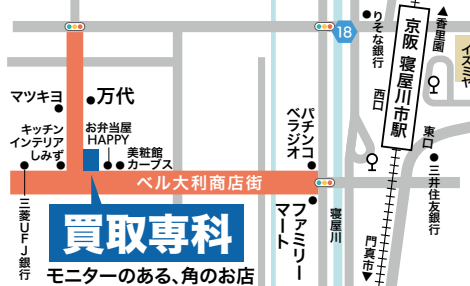 18
りそな銀行
京阪 寝屋川市駅
▲香里園
イズミヤ
西口
東口
三井住友銀行
門真市▼
マツキヨ
万代
キッチン
インテリア
しみず
お弁当屋
HAPPY
美粧館
カーブス
パチンコ
ベラジオ
ベル大利商店街
三菱UFJ銀行
ファミリー
マート
寝屋川
買取専科
モニターのある、角のお店